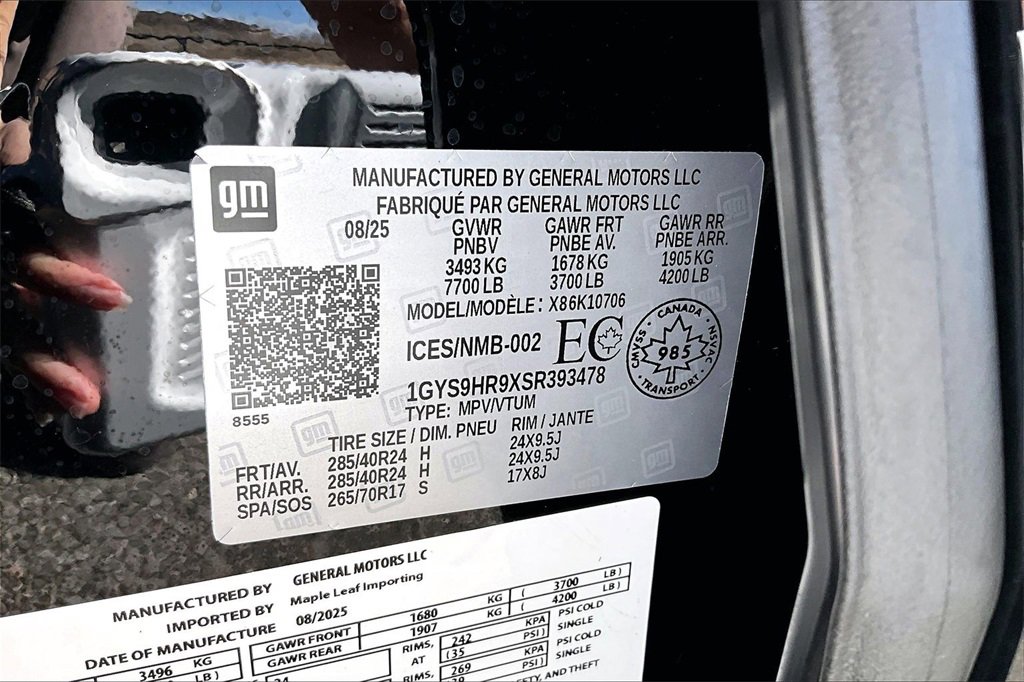 gm
MANUFACTURED BY GENERAL MOTORS LLC
FABRIQUÉ PAR GENERAL MOTORS LLC
08/25 GVWR GAWR FRT GAWR RR
PNBV PNBE AV. PNBE ARR.
3493 KG 1678 KG 1905 KG
7700 LB 3700 LB 4200 LB
MODEL/MODÈLE: X86K10706
ICES/NMB-002 EC
CANADA
CMVSS · NSVAC
985
·TRANSPORT·
1GYS9HR9XSR393478
TYPE: MPV/VTUM
8555
TIRE SIZE / DIM. PNEU RIM / JANTE
FRT/AV. 285/40R24 H 24X9.5J
RR/ARR. 285/40R24 H 24X9.5J
SPA/SOS 265/70R17 S 17X8J
MANUFACTURED BY GENERAL MOTORS LLC
IMPORTED BY Maple Leaf Importing
DATE OF MANUFACTURE 08/2025
GAWR FRONT 1680 KG ( 3700 LB )
GAWR REAR 1907 KG ( 4200 LB )
3496 KG
LB )
RIMS, 242 KPA PSI COLD
AT (35 PSI ) SINGLE
RIMS, 269 KPA PSI COLD
PSI ) SINGLE
AND THEFT